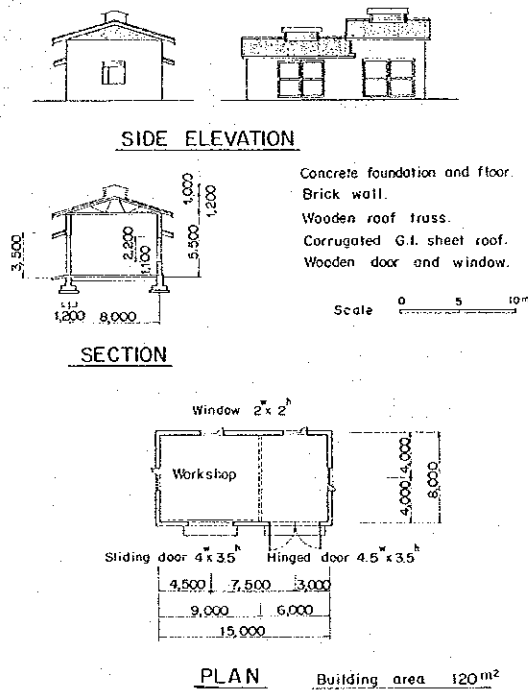 SIDE ELEVATION
Concrete foundation and floor.
Brick wall.
Wooden roof truss.
Corrugated G.I. sheet roof.
Wooden door and window.
Scale 0 5 10m
3,500
2,200
1,100
5,500
1,000
1,200
1,200 8,000
SECTION
Window 2w x 2h
Workshop
4,000
4,000
8,000
Sliding door 4w x 3.5h Hinged door 4.5w x 3.5h
4,500 7,500 3,000
9,000 6,000
15,000
PLAN Building area 120m²